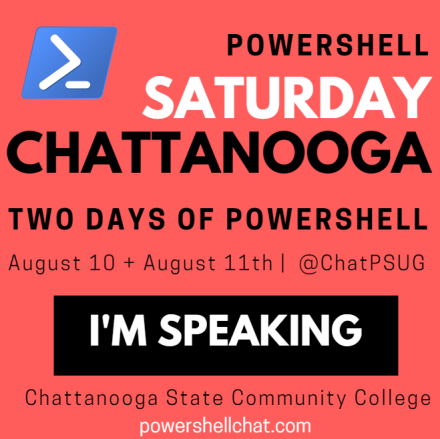 POWERSHELL
SATURDAY
CHATTANOOGA
TWO DAYS OF POWERSHELL
August 10 + August 11th | @ChatPSUG
I'M SPEAKING
Chattanooga State Community College
powershellchat.com